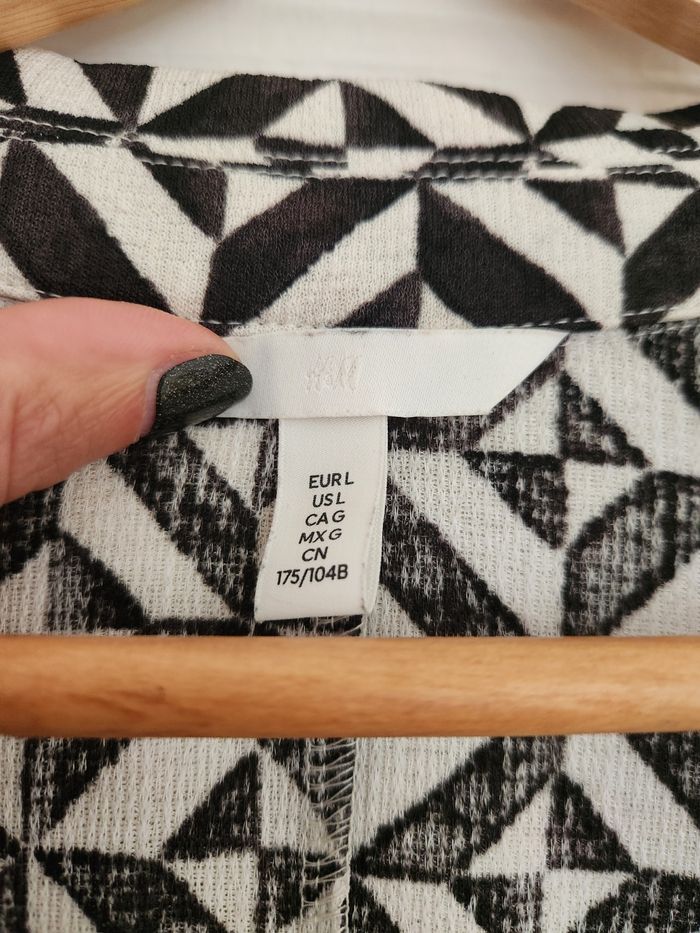 H&M
EUR L
US L
CA G
MX G
CN
175/104B